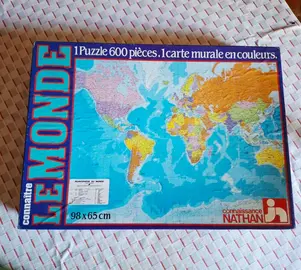 1 Puzzle 600 pièces. 1 carte murale en couleurs.
connaître
LE MONDE
98 x 65 cm
connaissance
NATHAN